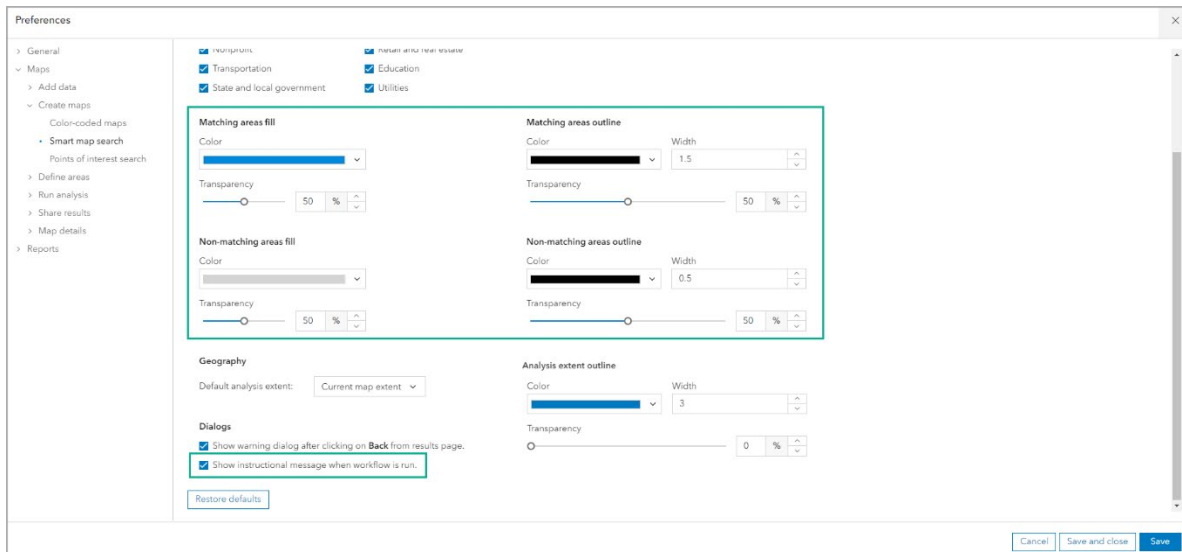 Preferences
General
Maps
Add data
Create maps
Color-coded maps
Smart map search
Points of interest search
Define areas
Run analysis
Share results
Map details
Reports
Nonprofit Retail and real estate
Transportation Education
State and local government Utilities
Matching areas fill Matching areas outline
Color Color Width
1.5
Transparency Transparency
50 % 50 %
Non-matching areas fill Non-matching areas outline
Color Color Width
0.5
Transparency Transparency
50 % 50 %
Geography Analysis extent outline
Default analysis extent: Current map extent Color Width
3
Dialogs Transparency
Show warning dialog after clicking on Back from results page. 0 %
Show instructional message when workflow is run.
Restore defaults
Cancel Save and close Save